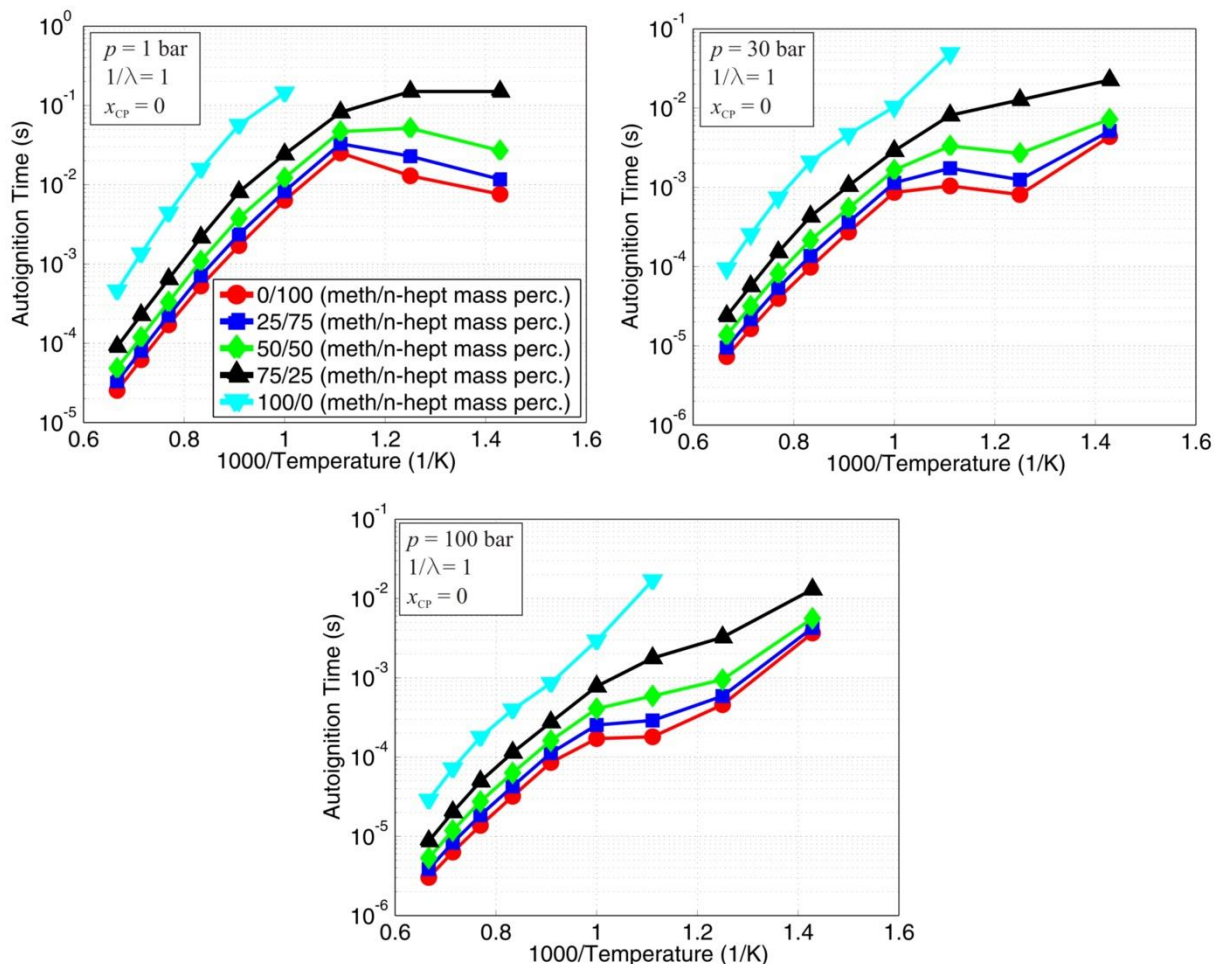 p = 1 bar
1/λ = 1
x_CP = 0
Autoignition Time (s)
10^0
10^-1
10^-2
10^-3
10^-4
10^-5
0/100 (meth/n-hept mass perc.)
25/75 (meth/n-hept mass perc.)
50/50 (meth/n-hept mass perc.)
75/25 (meth/n-hept mass perc.)
100/0 (meth/n-hept mass perc.)
0.6 0.8 1 1.2 1.4 1.6
1000/Temperature (1/K)
p = 30 bar
1/λ = 1
x_CP = 0
Autoignition Time (s)
10^-1
10^-2
10^-3
10^-4
10^-5
10^-6
0.6 0.8 1 1.2 1.4 1.6
1000/Temperature (1/K)
p = 100 bar
1/λ = 1
x_CP = 0
Autoignition Time (s)
10^-1
10^-2
10^-3
10^-4
10^-5
10^-6
0.6 0.8 1 1.2 1.4 1.6
1000/Temperature (1/K)